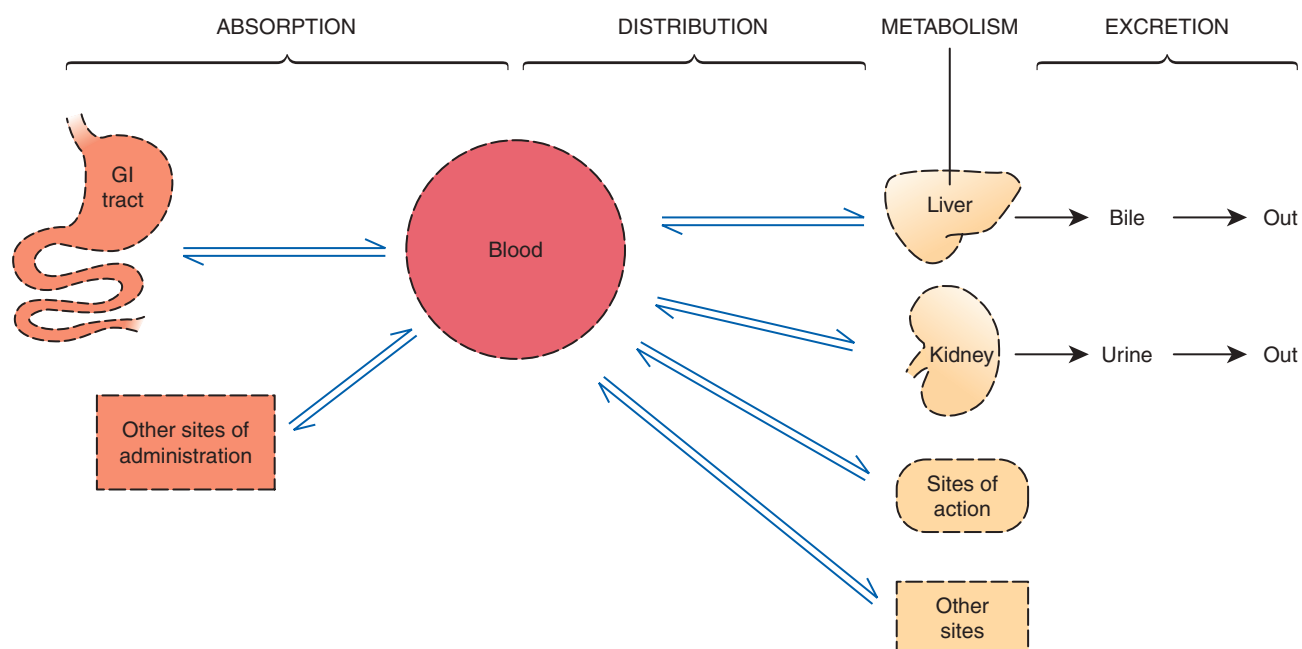 ABSORPTION
DISTRIBUTION
METABOLISM
EXCRETION
GI
tract
Blood
Liver
Bile
Out
Kidney
Urine
Out
Other sites of
administration
Sites of
action
Other
sites